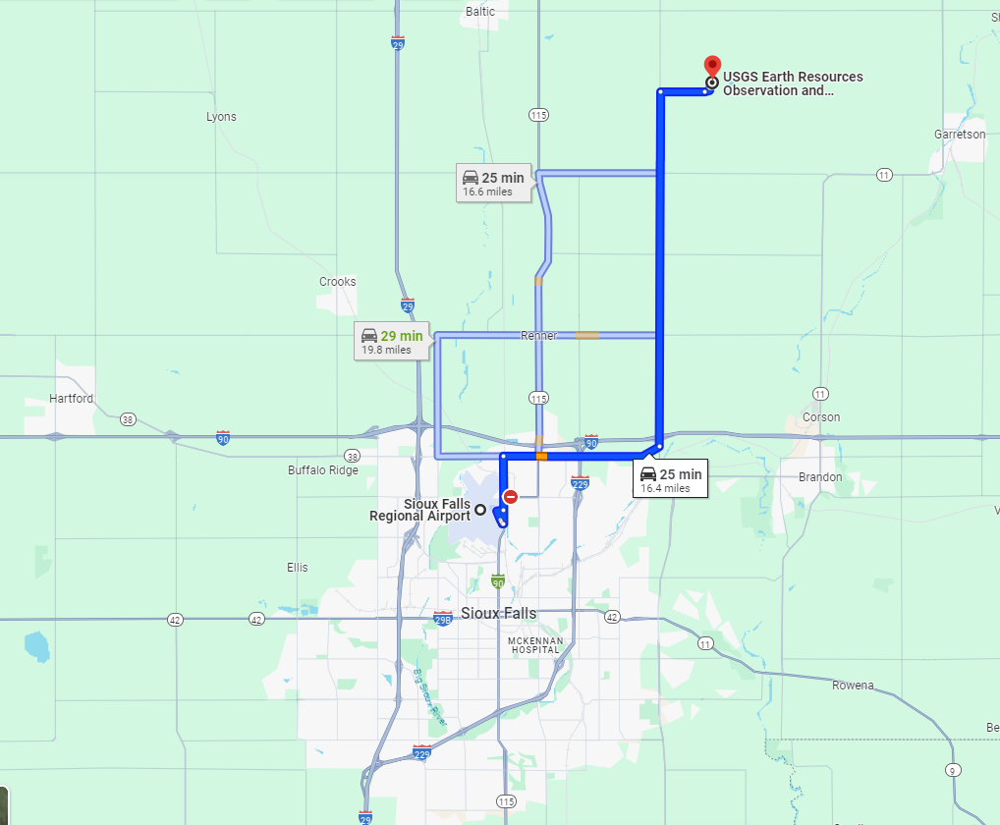 Baltic
29
USGS Earth Resources
Observation and...
115
Lyons
Garretson
11
25 min
16.6 miles
Crooks
29
29 min
19.8 miles
Renner
Hartford
38
115
11
Corson
90
90
38
Buffalo Ridge
229
25 min
16.4 miles
Brandon
Sioux Falls
Regional Airport
Ellis
90
42
42
29B
Sioux Falls
42
MCKENNAN
HOSPITAL
11
Big Sioux River
Rowena
229
9
115
29